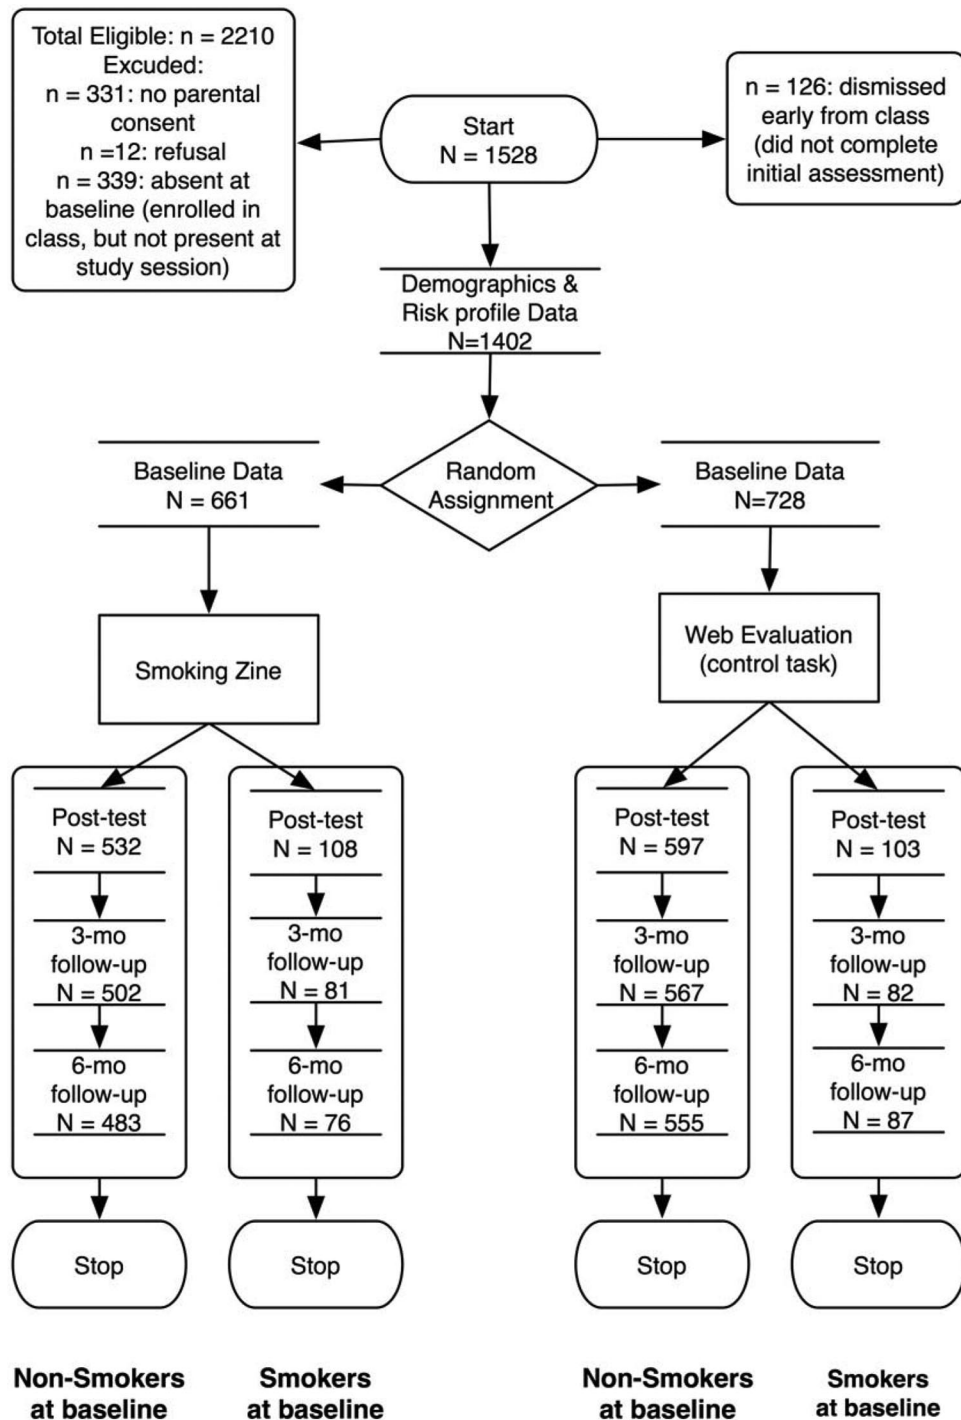 Total Eligible: n = 2210
Excuded:
n = 331: no parental
consent
n =12: refusal
n = 339: absent at
baseline (enrolled in
class, but not present at
study session)
Start
N = 1528
n = 126: dismissed
early from class
(did not complete
initial assessment)
Demographics &
Risk profile Data
N=1402
Random
Assignment
Baseline Data
N = 661
Baseline Data
N=728
Smoking Zine
Web Evaluation
(control task)
Post-test
N = 532
3-mo
follow-up
N = 502
6-mo
follow-up
N = 483
Stop
Non-Smokers
at baseline
Post-test
N = 108
3-mo
follow-up
N = 81
6-mo
follow-up
N = 76
Stop
Smokers
at baseline
Post-test
N = 597
3-mo
follow-up
N = 567
6-mo
follow-up
N = 555
Stop
Non-Smokers
at baseline
Post-test
N = 103
3-mo
follow-up
N = 82
6-mo
follow-up
N = 87
Stop
Smokers
at baseline